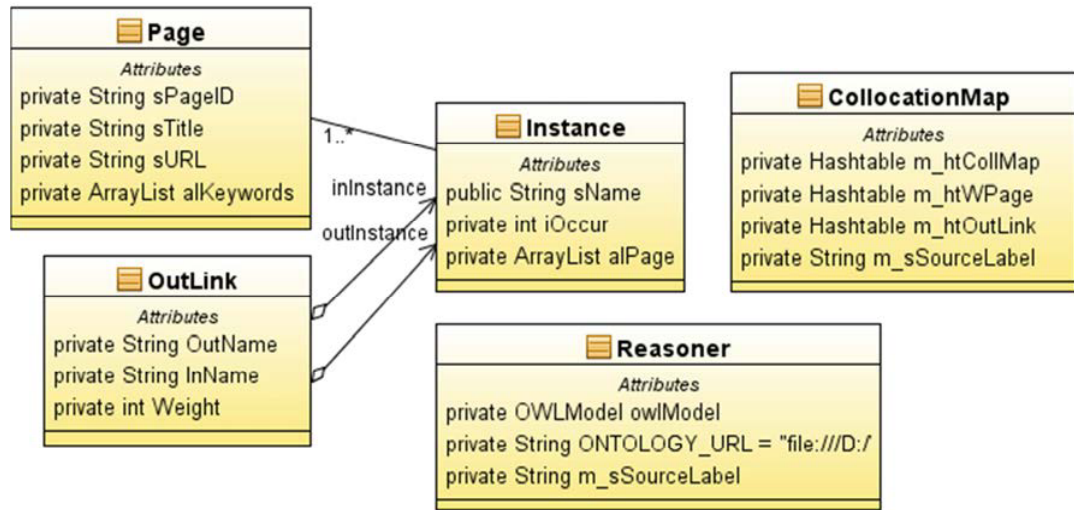 Page
Attributes
private String sPageID
private String sTitle
private String sURL
private ArrayList alKeywords
1..*
inInstance
outInstance
Instance
Attributes
public String sName
private int iOccur
private ArrayList alPage
CollocationMap
Attributes
private Hashtable m_htCollMap
private Hashtable m_htWPage
private Hashtable m_htOutLink
private String m_sSourceLabel
OutLink
Attributes
private String OutName
private String InName
private int Weight
Reasoner
Attributes
private OWLModel owlModel
private String ONTOLOGY_URL = "file:///D:/'
private String m_sSourceLabel